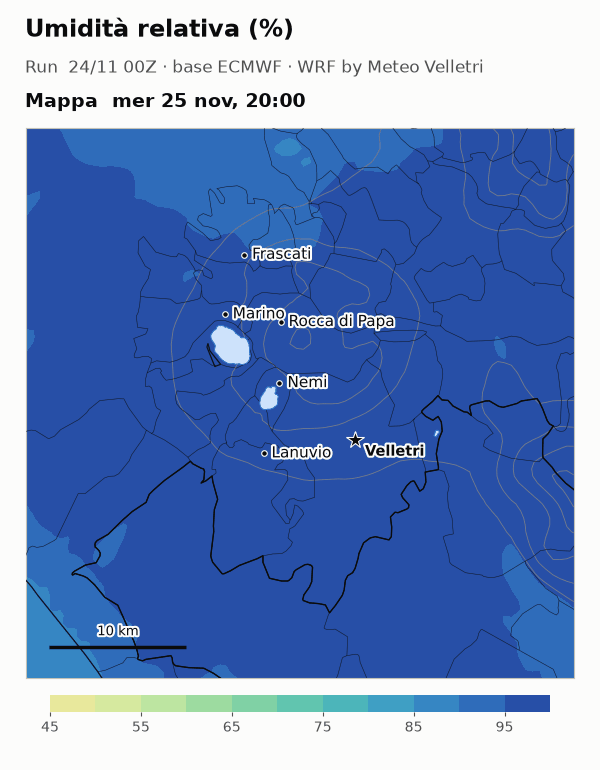 Umidità relativa (%)
Run  24/11 00Z · base ECMWF · WRF by Meteo Velletri
Mappa  mer 25 nov, 20:00
Frascati
Marino
Rocca di Papa
Nemi
Velletri
Lanuvio
10 km
45 55 65 75 85 95